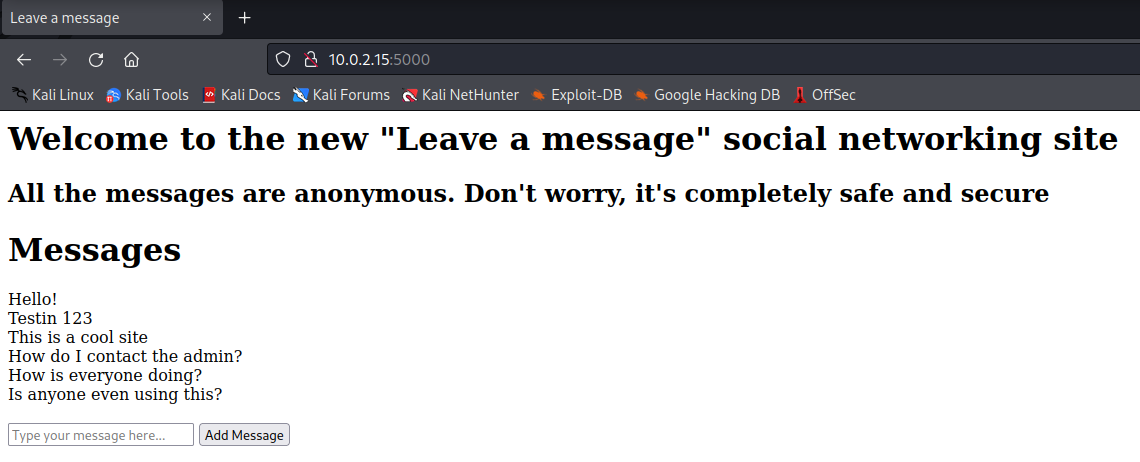 Leave a message
10.0.2.15:5000
Kali Linux Kali Tools Kali Docs Kali Forums Kali NetHunter Exploit-DB Google Hacking DB OffSec
Welcome to the new "Leave a message" social networking site
All the messages are anonymous. Don't worry, it's completely safe and secure
Messages
Hello!
Testin 123
This is a cool site
How do I contact the admin?
How is everyone doing?
Is anyone even using this?
Type your message here... Add Message